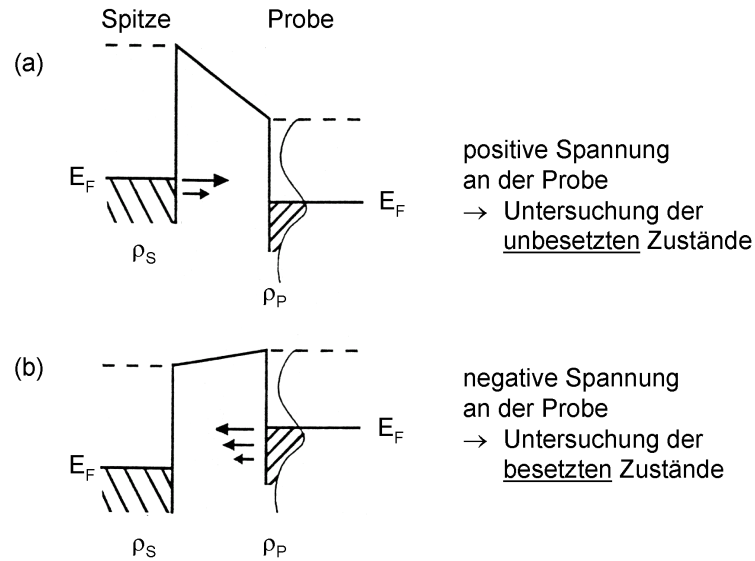 Spitze Probe
(a)
E_F
E_F
ρ_S
ρ_P
positive Spannung
an der Probe
→ Untersuchung der
unbesetzten Zustände
(b)
E_F
E_F
ρ_S ρ_P
negative Spannung
an der Probe
→ Untersuchung der
besetzten Zustände